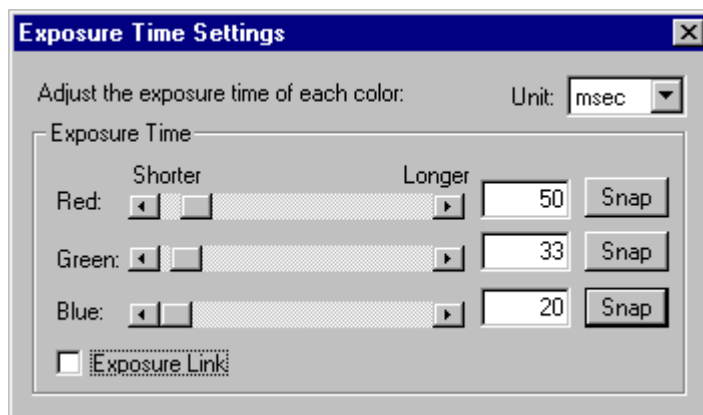 Exposure Time Settings
Adjust the exposure time of each color: Unit: msec
Exposure Time
Shorter Longer
Red: 50 Snap
Green: 33 Snap
Blue: 20 Snap
Exposure Link